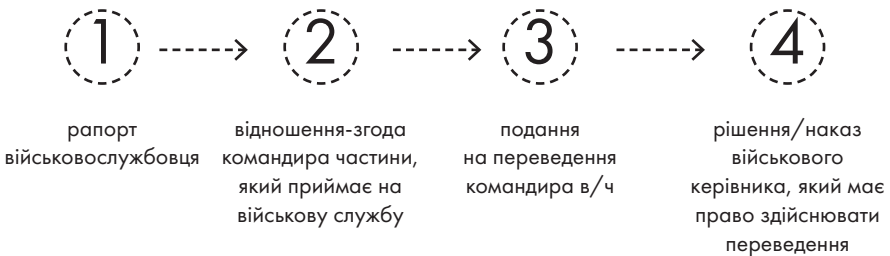 1
2
3
4
рапорт
військовослужбовця
відношення-згода
командира частини,
який приймає на
військову службу
подання
на переведення
командира в/ч
рішення/наказ
військового
керівника, який має
право здійснювати
переведення